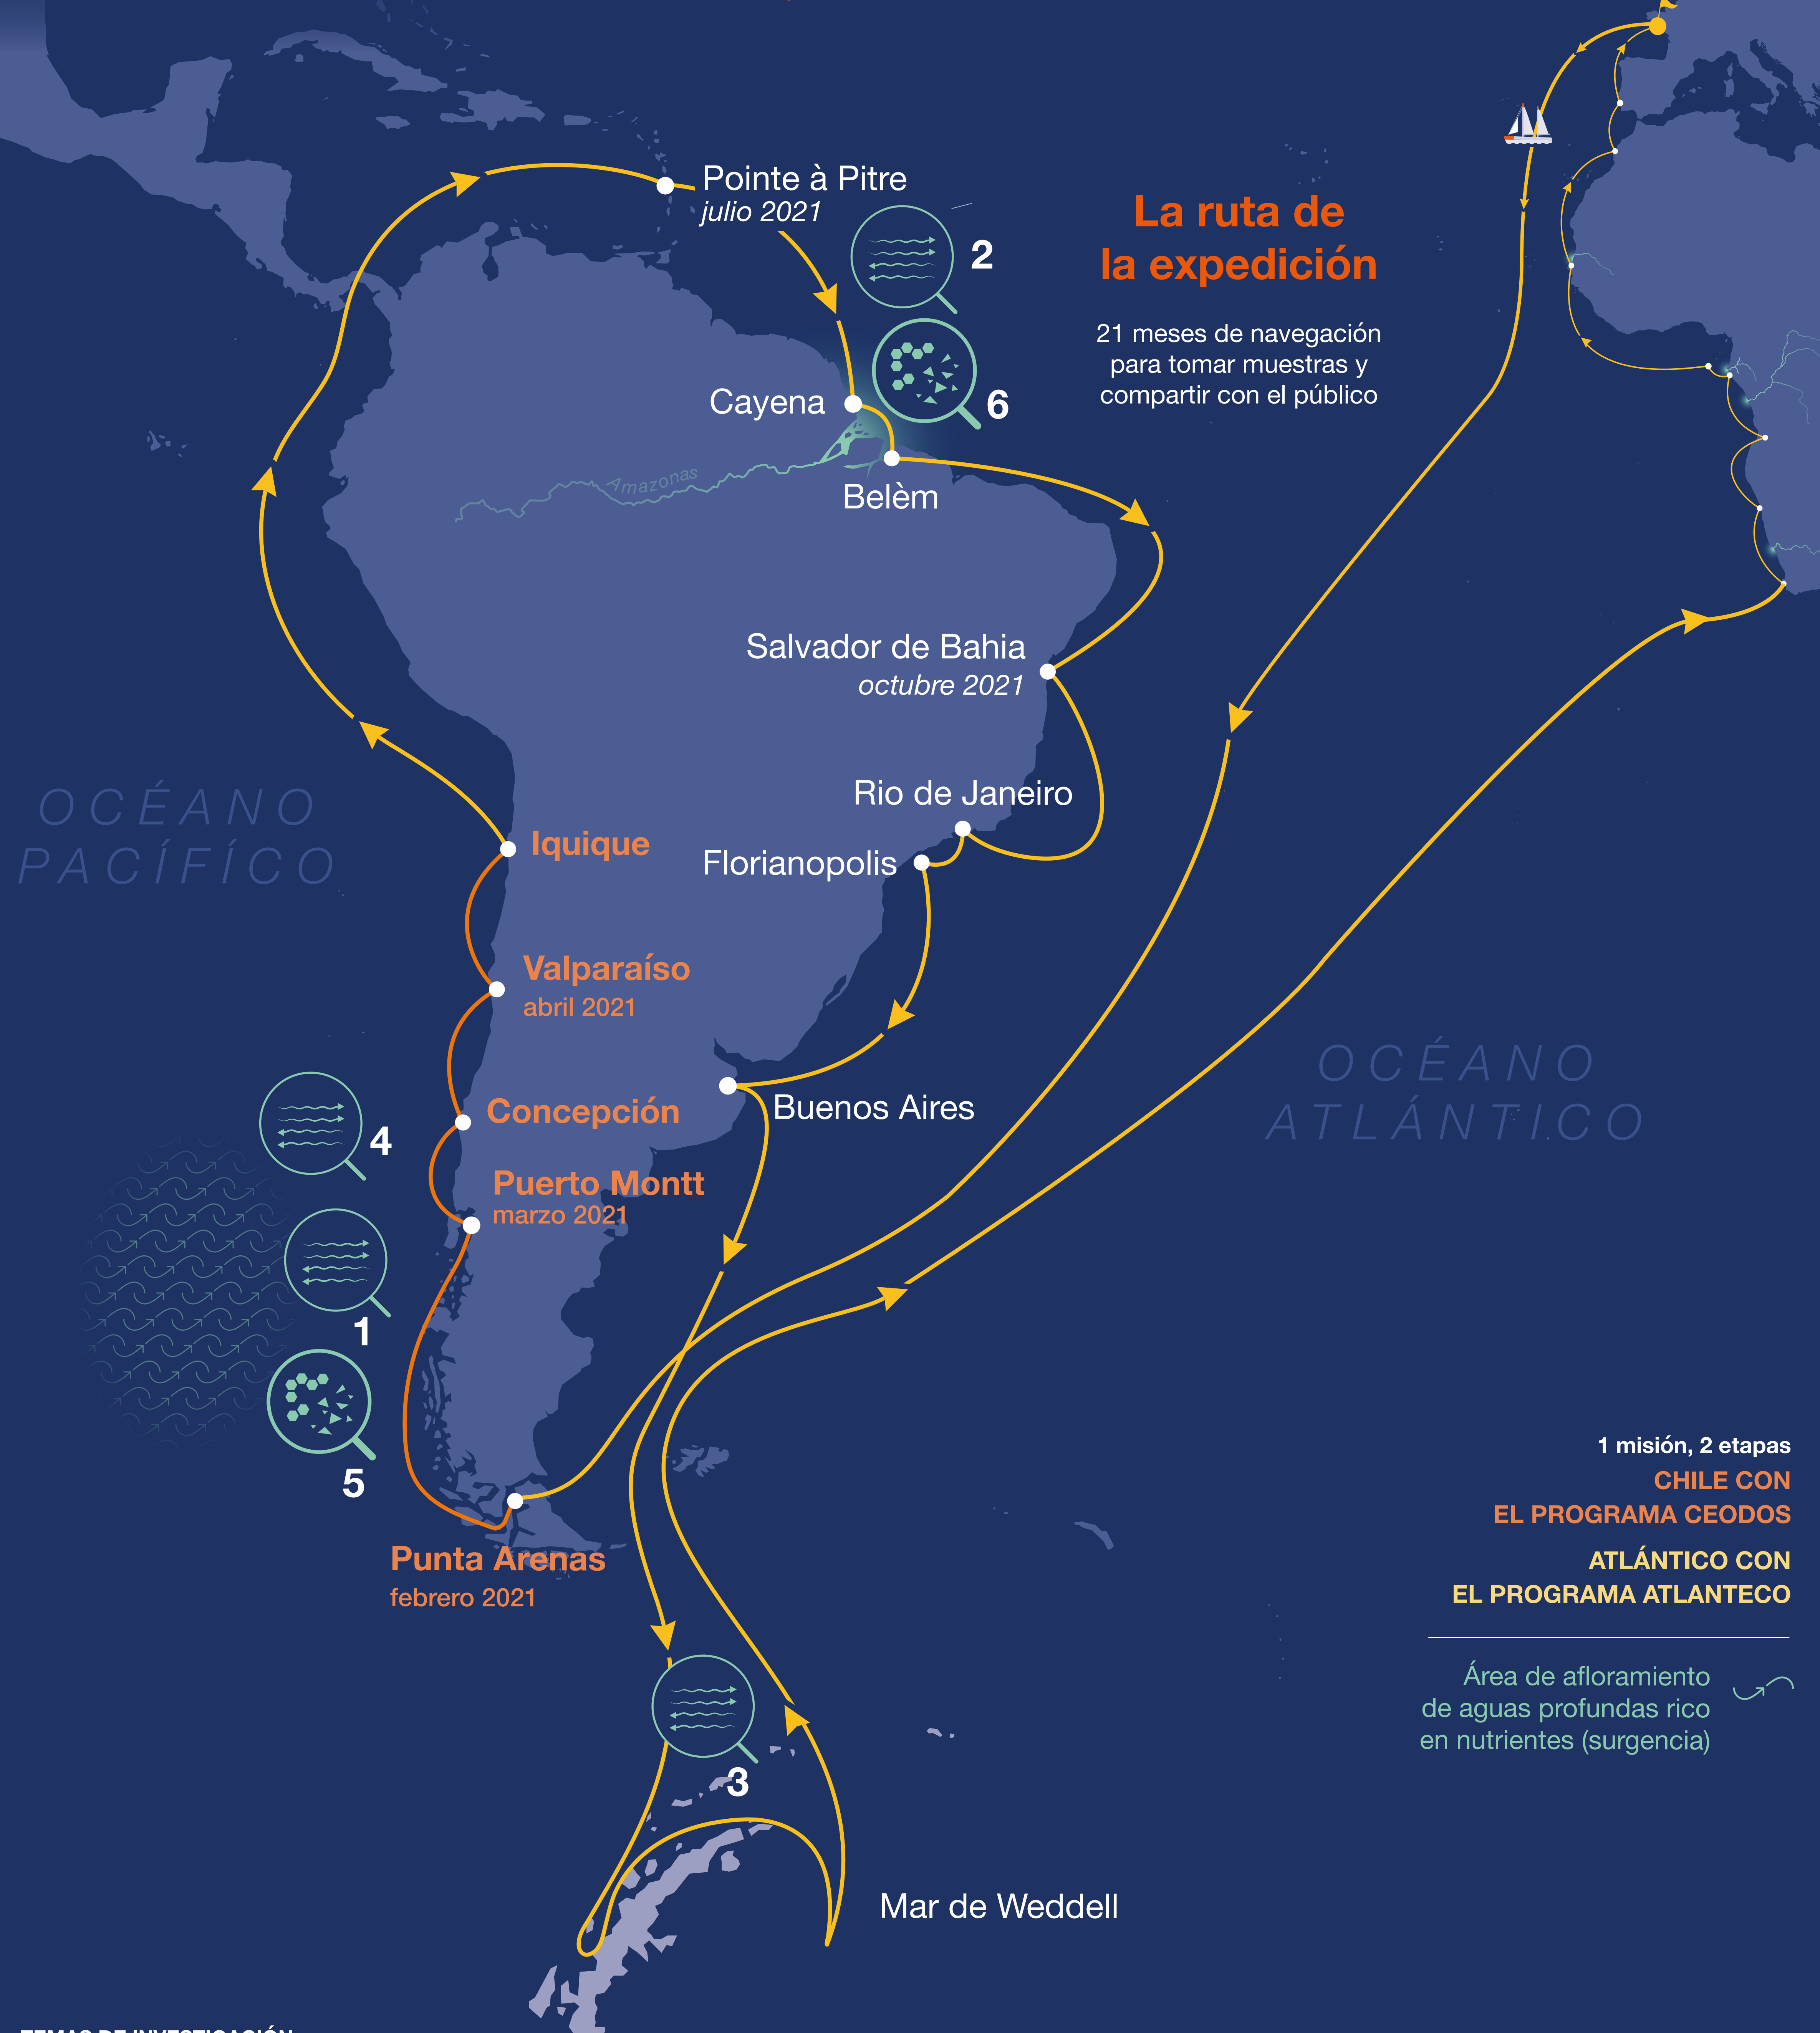 Pointe à Pitre
julio 2021
2
La ruta de
la expedición
21 meses de navegación
para tomar muestras y
compartir con el público
Cayena
6
Amazonas
Belèm
Salvador de Bahia
octubre 2021
Rio de Janeiro
Florianopolis
OCÉANO
PACÍFÍCO
Iquique
Valparaíso
abril 2021
OCÉANO
ATLÁNTICO
Buenos Aires
Concepción
4
Puerto Montt
marzo 2021
1
5
Punta Arenas
febrero 2021
1 misión, 2 etapas
CHILE CON
EL PROGRAMA CEODOS
ATLÁNTICO CON
EL PROGRAMA ATLANTECO
Área de afloramiento
de aguas profundas rico
en nutrientes (surgencia)
3
Mar de Weddell
TEMAS DE INVESTIGACIÓN